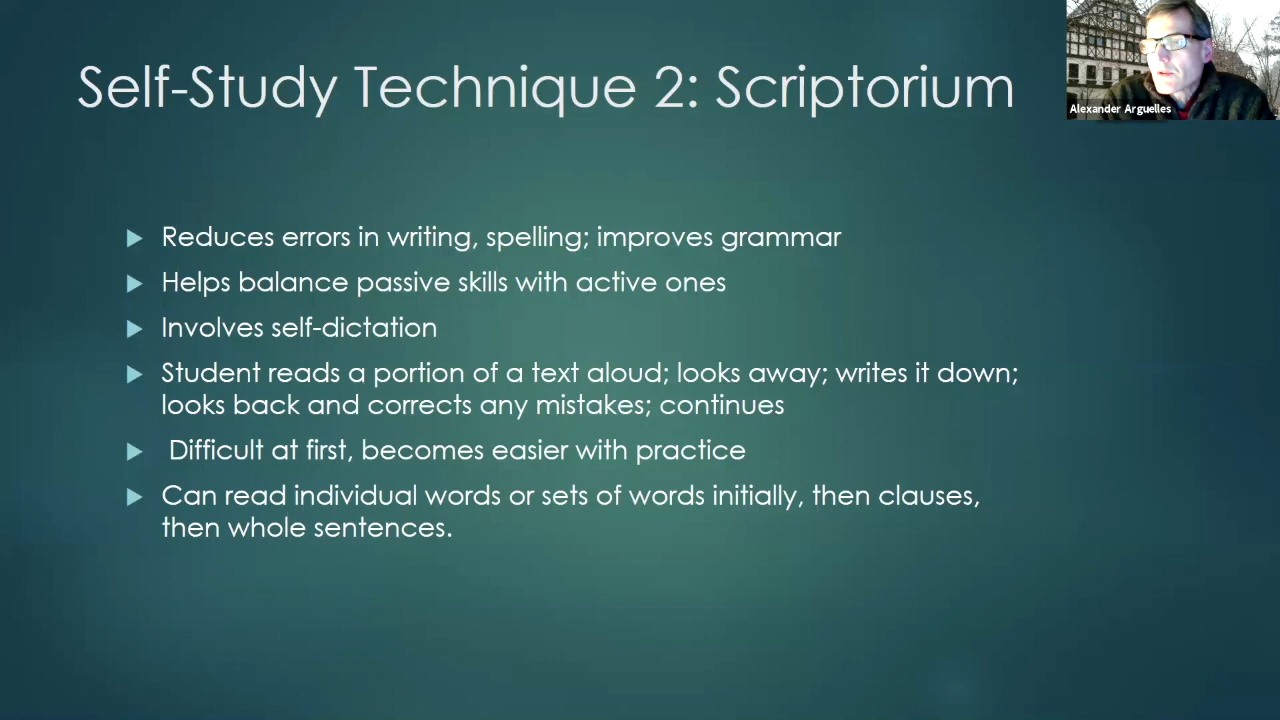 Self-Study Technique 2: Scriptorium
Alexander Arguelles
Reduces errors in writing, spelling; improves grammar
Helps balance passive skills with active ones
Involves self-dictation
Student reads a portion of a text aloud; looks away; writes it down;
looks back and corrects any mistakes; continues
Difficult at first, becomes easier with practice
Can read individual words or sets of words initially, then clauses,
then whole sentences.